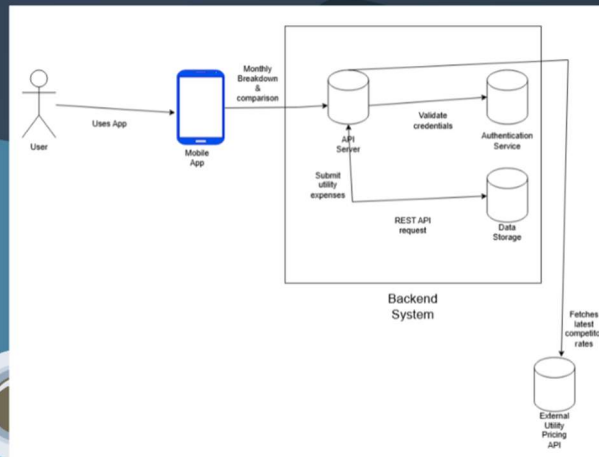 User
Uses App
Mobile
App
Monthly
Breakdown
&
comparison
API
Server
Validate
credentials
Authentication
Service
Submit
utility
expenses
REST API
request
Data
Storage
Backend
System
Fetches
latest
competito
rates
External
Utility
Pricing
API